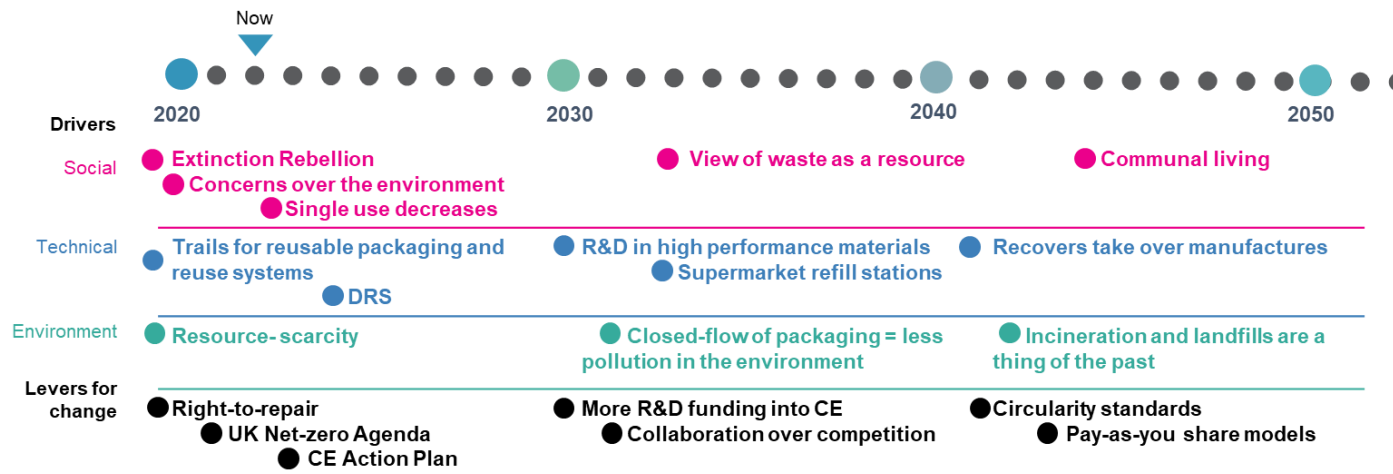 Now
2020
2030
2040
2050
Drivers
Social
Extinction Rebellion
View of waste as a resource
Communal living
Concerns over the environment
Single use decreases
Technical
Trails for reusable packaging and
reuse systems
R&D in high performance materials
Recovers take over manufactures
Supermarket refill stations
DRS
Environment
Resource- scarcity
Closed-flow of packaging = less
pollution in the environment
Incineration and landfills are a
thing of the past
Levers for
change
Right-to-repair
More R&D funding into CE
Circularity standards
UK Net-zero Agenda
Collaboration over competition
Pay-as-you share models
CE Action Plan